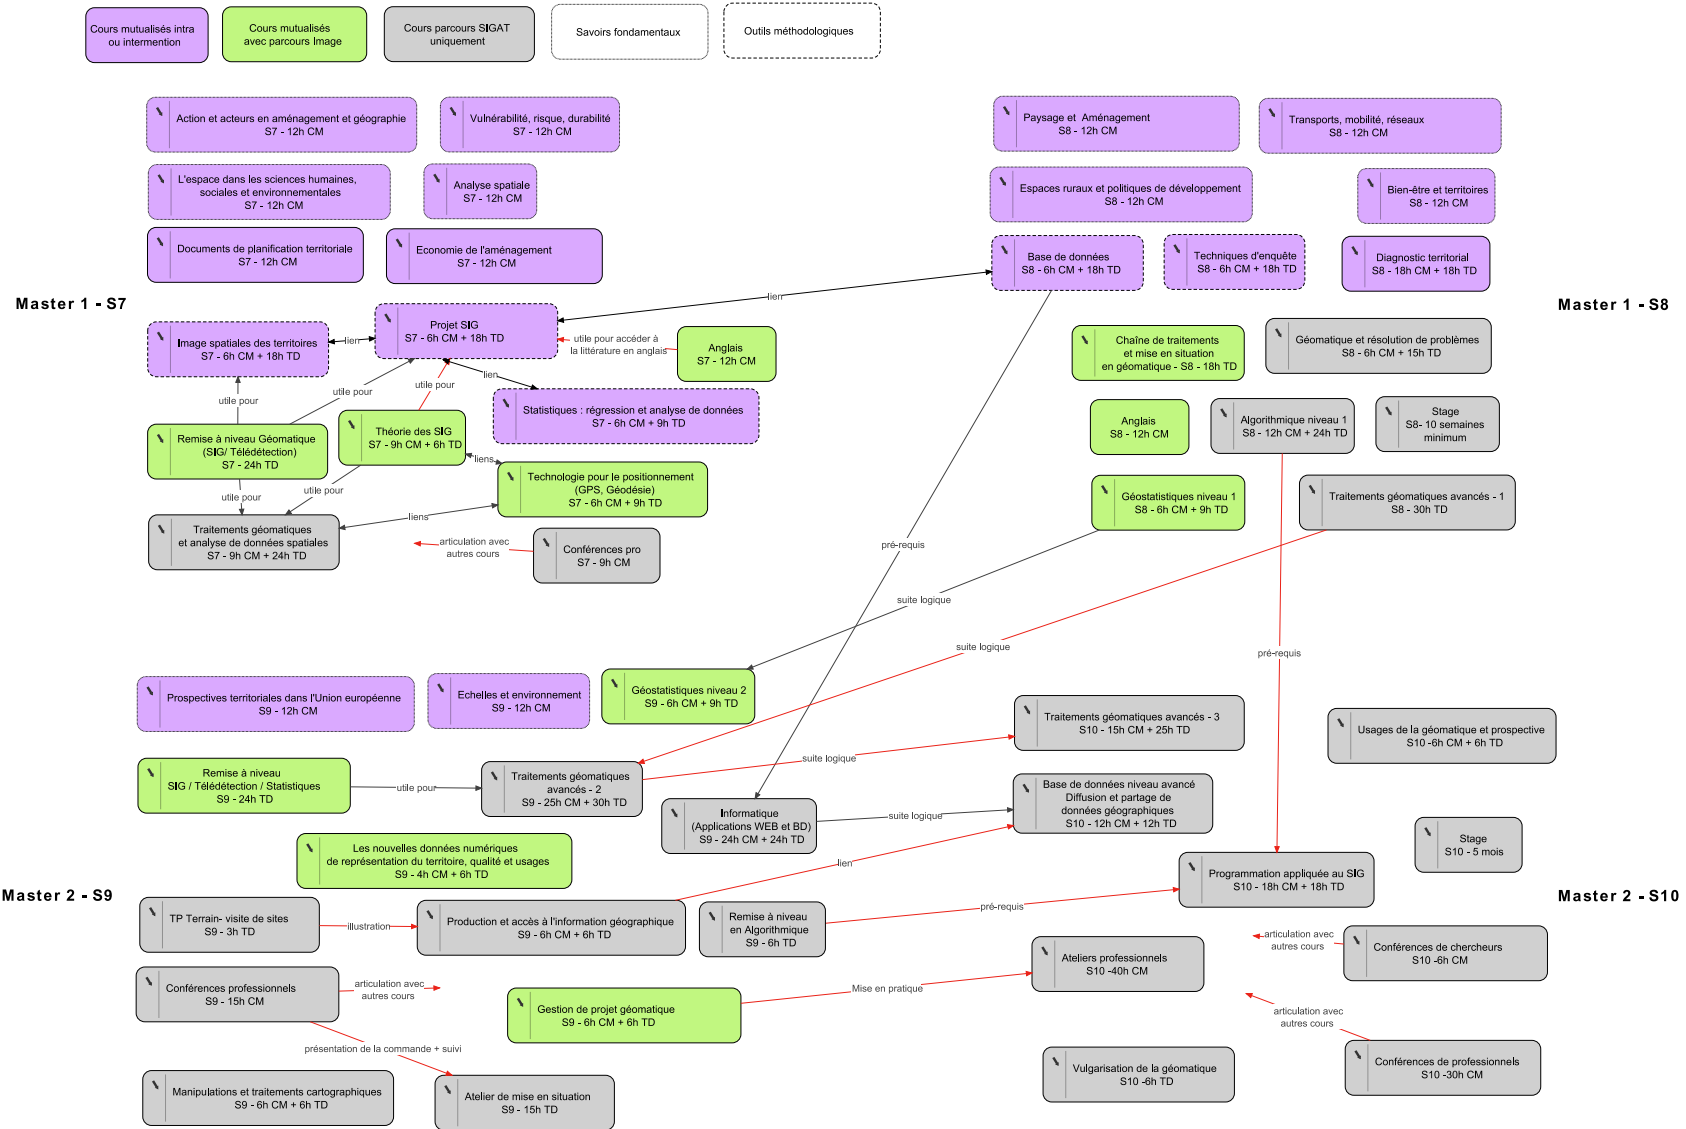 Cours mutualisés intra
ou intermention
Cours mutualisés
avec parcours Image
Cours parcours SIGAT
uniquement
Savoirs fondamentaux
Outils méthodologiques
Action et acteurs en aménagement et géographie
S7 - 12h CM
Vulnérabilité, risque, durabilité
S7 - 12h CM
L'espace dans les sciences humaines,
sociales et environnementales
S7 - 12h CM
Analyse spatiale
S7 - 12h CM
Documents de planification territoriale
S7 - 12h CM
Economie de l'aménagement
S7 - 12h CM
Master 1 - S7
Projet SIG
S7 - 6h CM + 18h TD
Image spatiales des territoires
S7 - 6h CM + 18h TD
lien
lien
utile pour accéder à
la littérature en anglais
Anglais
S7 - 12h CM
lien
utile pour
utile pour
utile pour
Statistiques : régression et analyse de données
S7 - 6h CM + 9h TD
Remise à niveau Géomatique
(SIG/ Télédétection)
S7 - 24h TD
Théorie des SIG
S7 - 9h CM + 6h TD
liens
Technologie pour le positionnement
(GPS, Géodésie)
S7 - 6h CM + 9h TD
utile pour
utile pour
liens
Traitements géomatiques
et analyse de données spatiales
S7 - 9h CM + 24h TD
articulation avec
autres cours
Conférences pro
S7 - 9h CM
Paysage et  Aménagement
S8 - 12h CM
Transports, mobilité, réseaux
S8 - 12h CM
Espaces ruraux et politiques de développement
S8 - 12h CM
Bien-être et territoires
S8 - 12h CM
Base de données
S8 - 6h CM + 18h TD
Techniques d'enquête
S8 - 6h CM + 18h TD
Diagnostic territorial
S8 - 18h CM + 18h TD
Master 1 - S8
Chaîne de traitements
et mise en situation
en géomatique - S8 - 18h TD
Géomatique et résolution de problèmes
S8 - 6h CM + 15h TD
Anglais
S8 - 12h CM
Algorithmique niveau 1
S8 - 12h CM + 24h TD
Stage
S8- 10 semaines
minimum
Géostatistiques niveau 1
S8 - 6h CM + 9h TD
Traitements géomatiques avancés - 1
S8 - 30h TD
pré-requis
suite logique
suite logique
pré-requis
Prospectives territoriales dans l'Union européenne
S9 - 12h CM
Echelles et environnement
S9 - 12h CM
Géostatistiques niveau 2
S9 - 6h CM + 9h TD
Remise à niveau
SIG / Télédétection / Statistiques
S9 - 24h TD
utile pour
Traitements géomatiques
avancés - 2
S9 - 25h CM + 30h TD
suite logique
Informatique
(Applications WEB et BD)
S9 - 24h CM + 24h TD
suite logique
Les nouvelles données numériques
de représentation du territoire, qualité et usages
S9 - 4h CM + 6h TD
lien
Master 2 - S9
TP Terrain- visite de sites
S9 - 3h TD
illustration
Production et accès à l'information géographique
S9 - 6h CM + 6h TD
Remise à niveau
en Algorithmique
S9 - 6h TD
pré-requis
Conférences professionnels
S9 - 15h CM
articulation avec
autres cours
Gestion de projet géomatique
S9 - 6h CM + 6h TD
Mise en pratique
présentation de la commande + suivi
Manipulations et traitements cartographiques
S9 - 6h CM + 6h TD
Atelier de mise en situation
S9 - 15h TD
Traitements géomatiques avancés - 3
S10 - 15h CM + 25h TD
Usages de la géomatique et prospective
S10 -6h CM + 6h TD
Base de données niveau avancé
Diffusion et partage de
données géographiques
S10 - 12h CM + 12h TD
Stage
S10 - 5 mois
Programmation appliquée au SIG
S10 - 18h CM + 18h TD
Master 2 - S10
Ateliers professionnels
S10 -40h CM
articulation avec
autres cours
Conférences de chercheurs
S10 -6h CM
articulation avec
autres cours
Vulgarisation de la géomatique
S10 -6h TD
Conférences de professionnels
S10 -30h CM